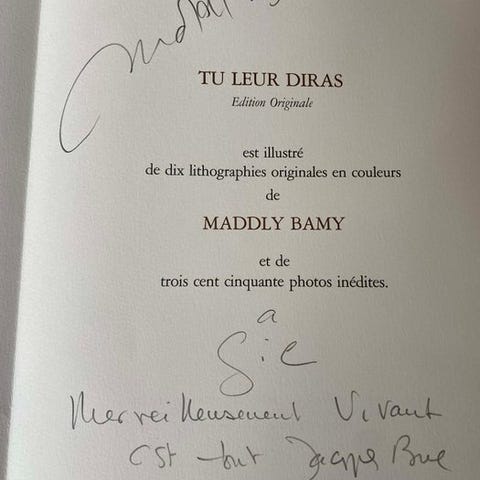 TU LEUR DIRAS
Edition Originale
est illustré
de dix lithographies originales en couleurs
de
MADDLY BAMY
et de
trois cent cinquante photos inédites.
a
Merveilleusement Vivant
C'est tout Jacques Brel